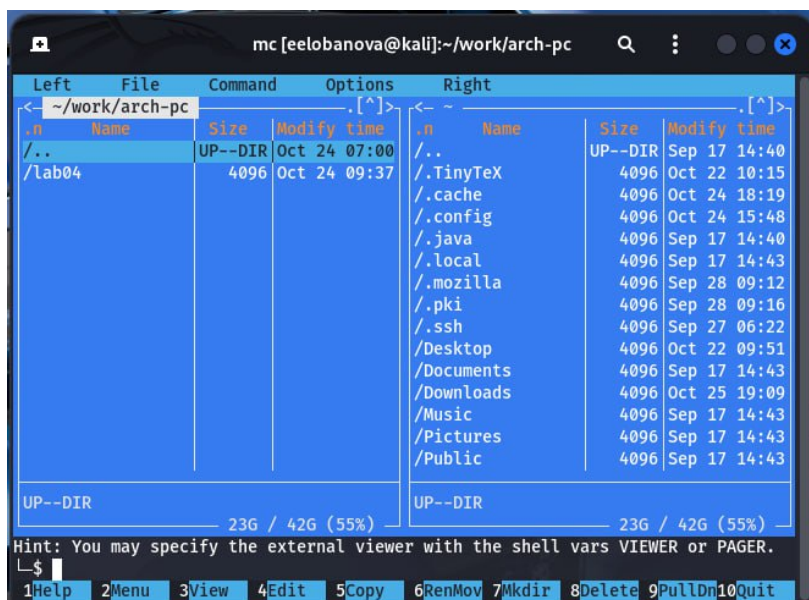 mc [eelobanova@kali]:~/work/arch-pc
Left File Command Options Right
<- ~/work/arch-pc .[^]>
.n Name Size Modify time
/.. UP--DIR Oct 24 07:00
/lab04 4096 Oct 24 09:37
UP--DIR
23G / 42G (55%)
<- ~ .[^]>
.n Name Size Modify time
/.. UP--DIR Sep 17 14:40
/.TinyTeX 4096 Oct 22 10:15
/.cache 4096 Oct 24 18:19
/.config 4096 Oct 24 15:48
/.java 4096 Sep 17 14:40
/.local 4096 Sep 17 14:43
/.mozilla 4096 Sep 28 09:12
/.pki 4096 Sep 28 09:16
/.ssh 4096 Sep 27 06:22
/Desktop 4096 Oct 22 09:51
/Documents 4096 Sep 17 14:43
/Downloads 4096 Oct 25 19:09
/Music 4096 Sep 17 14:43
/Pictures 4096 Sep 17 14:43
/Public 4096 Sep 17 14:43
UP--DIR
23G / 42G (55%)
Hint: You may specify the external viewer with the shell vars VIEWER or PAGER.
└─$
1Help 2Menu 3View 4Edit 5Copy 6RenMov 7Mkdir 8Delete 9PullDn 10Quit